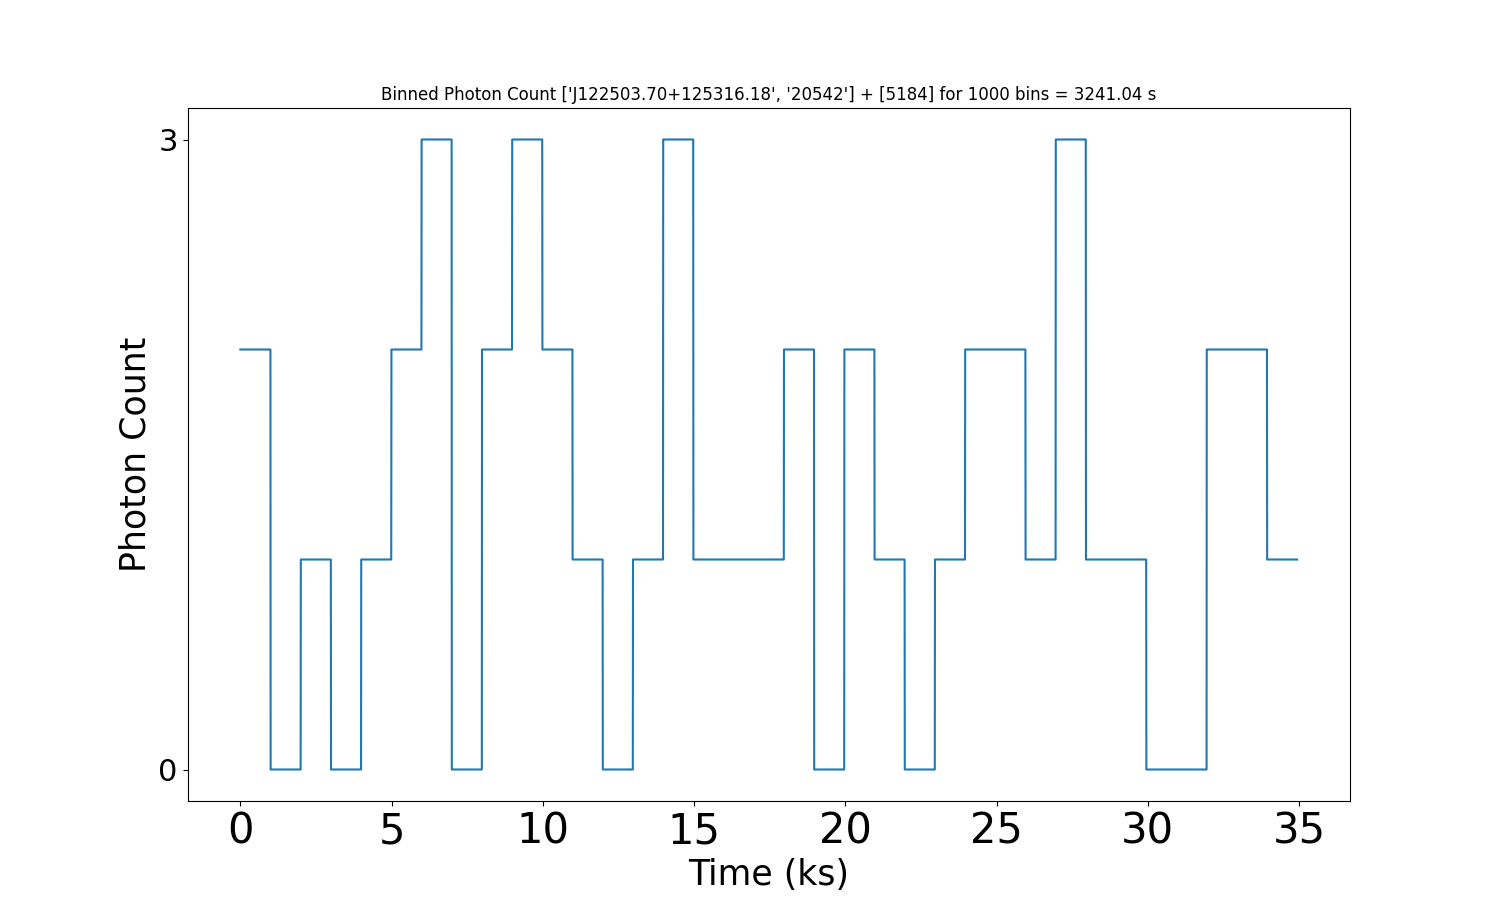 Binned Photon Count ['J122503.70+125316.18', '20542'] + [5184] for 1000 bins = 3241.04 s
3
Photon Count
0
0 5 10 15 20 25 30 35
Time (ks)